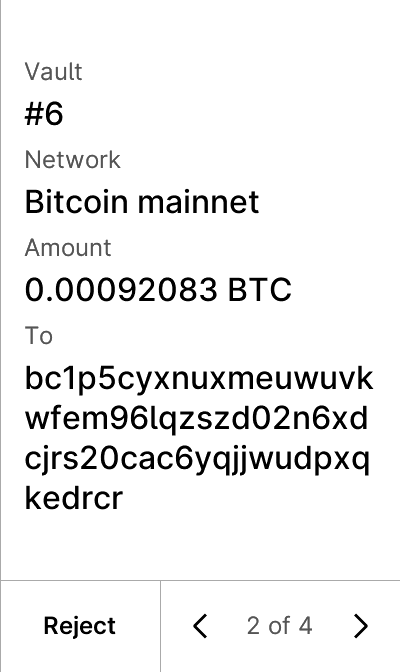 Vault
#6
Network
Bitcoin mainnet
Amount
0.00092083 BTC
To
bc1p5cyxnuxmeuwuvk
wfem96lqzszd02n6xd
cjrs20cac6yqjjwudpxq
kedrcr
Reject
2 of 4